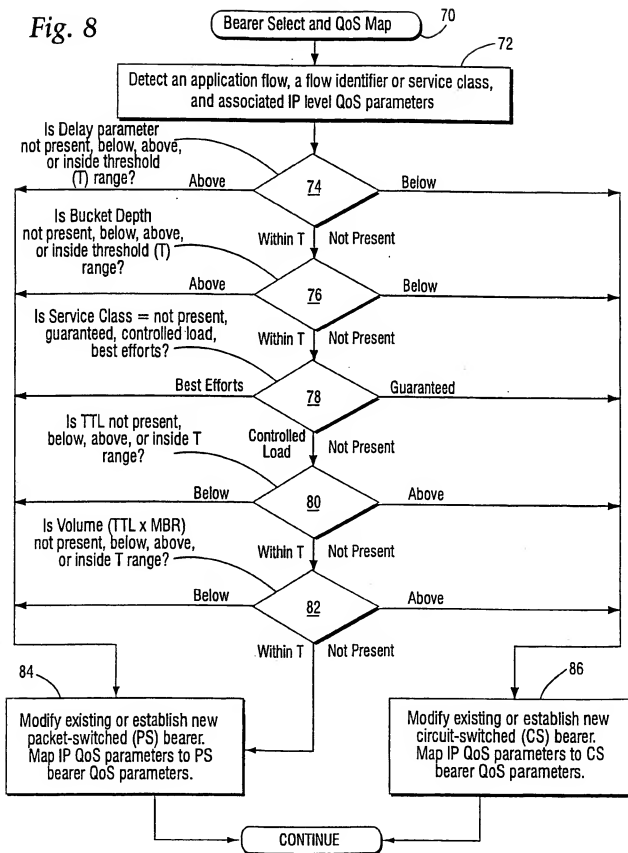 Fig. 8
Bearer Select and QoS Map
70
72
Detect an application flow, a flow identifier or service class,
and associated IP level QoS parameters
Is Delay parameter
not present, below, above,
or inside threshold
(T) range?
Above
74
Below
Within T
Not Present
Is Bucket Depth
not present, below, above,
or inside threshold (T)
range?
Above
76
Below
Within T
Not Present
Is Service Class = not present,
guaranteed, controlled load,
best efforts?
Best Efforts
78
Guaranteed
Controlled
Load
Not Present
Is TTL not present,
below, above, or inside T
range?
Below
80
Above
Within T
Not Present
Is Volume (TTL x MBR)
not present, below, above,
or inside T range?
Below
82
Above
Within T
Not Present
84
Modify existing or establish new
packet-switched (PS) bearer.
Map IP QoS parameters to PS
bearer QoS parameters.
86
Modify existing or establish new
circuit-switched (CS) bearer.
Map IP QoS parameters to CS
bearer QoS parameters.
CONTINUE